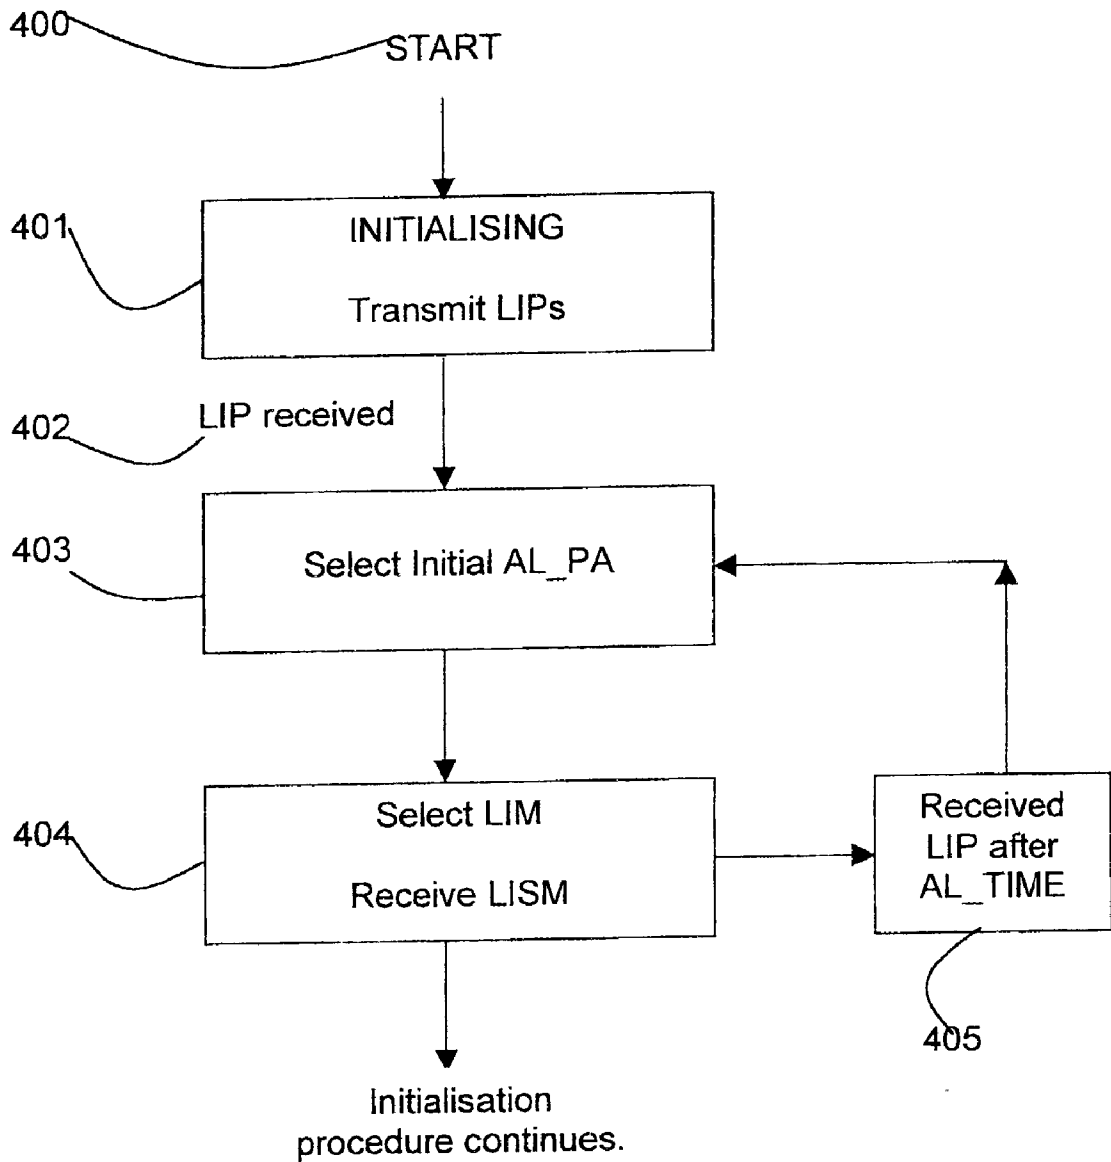 400
START
401
INITIALISING
Transmit LIPs
402
LIP received
403
Select Initial AL_PA
404
Select LIM
Receive LISM
Received
LIP after
AL_TIME
405
Initialisation
procedure continues.